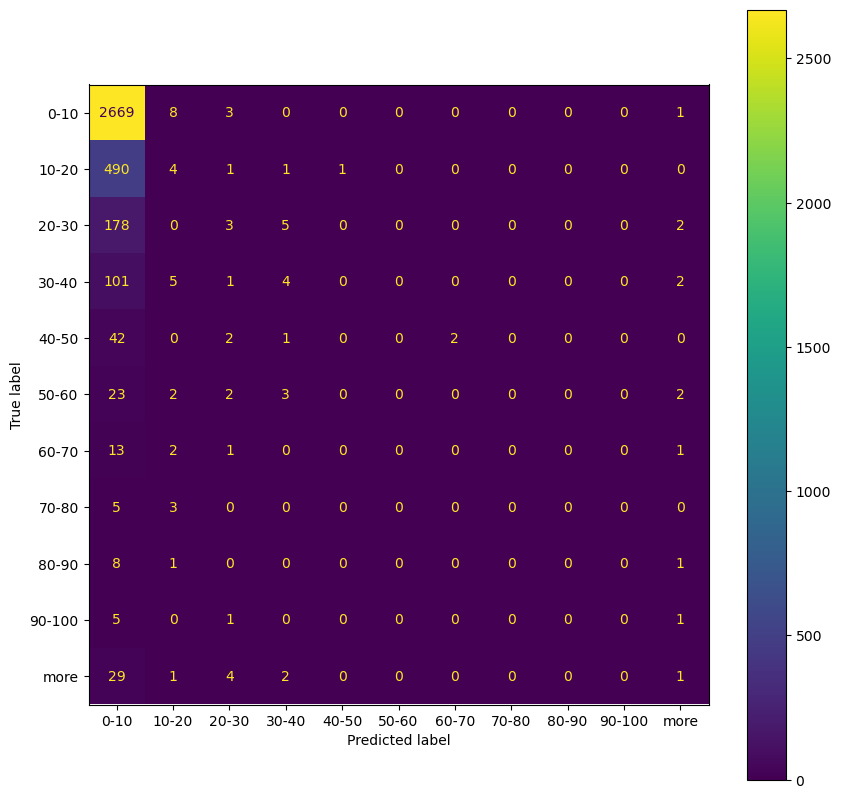 0-10 2669 8 3 0 0 0 0 0 0 0 1
10-20 490 4 1 1 1 0 0 0 0 0 0
20-30 178 0 3 5 0 0 0 0 0 0 2
30-40 101 5 1 4 0 0 0 0 0 0 2
40-50 42 0 2 1 0 0 2 0 0 0 0
50-60 23 2 2 3 0 0 0 0 0 0 2
60-70 13 2 1 0 0 0 0 0 0 0 1
70-80 5 3 0 0 0 0 0 0 0 0 0
80-90 8 1 0 0 0 0 0 0 0 0 1
90-100 5 0 1 0 0 0 0 0 0 0 1
more 29 1 4 2 0 0 0 0 0 0 1
0-10 10-20 20-30 30-40 40-50 50-60 60-70 70-80 80-90 90-100 more
Predicted label
True label
2500
2000
1500
1000
500
0